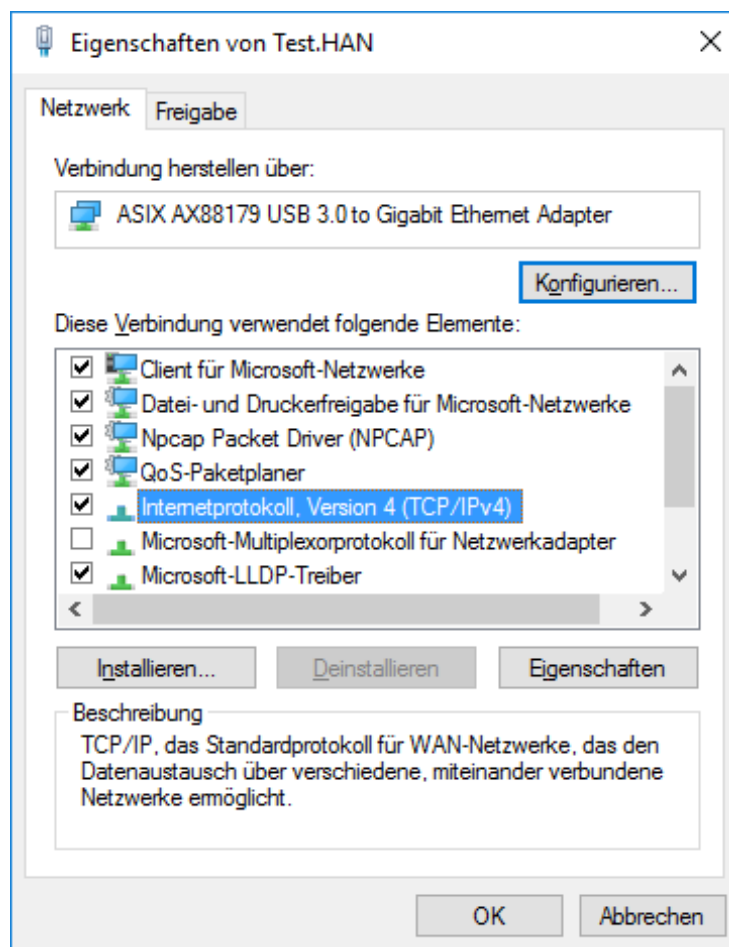 Eigenschaften von Test.HAN
Netzwerk
Freigabe
Verbindung herstellen über:
ASIX AX88179 USB 3.0 to Gigabit Ethernet Adapter
Konfigurieren...
Diese Verbindung verwendet folgende Elemente:
Client für Microsoft-Netzwerke
Datei- und Druckerfreigabe für Microsoft-Netzwerke
Npcap Packet Driver (NPCAP)
QoS-Paketplaner
Internetprotokoll, Version 4 (TCP/IPv4)
Microsoft-Multiplexorprotokoll für Netzwerkadapter
Microsoft-LLDP-Treiber
Installieren...
Deinstallieren
Eigenschaften
Beschreibung
TCP/IP, das Standardprotokoll für WAN-Netzwerke, das den
Datenaustausch über verschiedene, miteinander verbundene
Netzwerke ermöglicht.
OK
Abbrechen